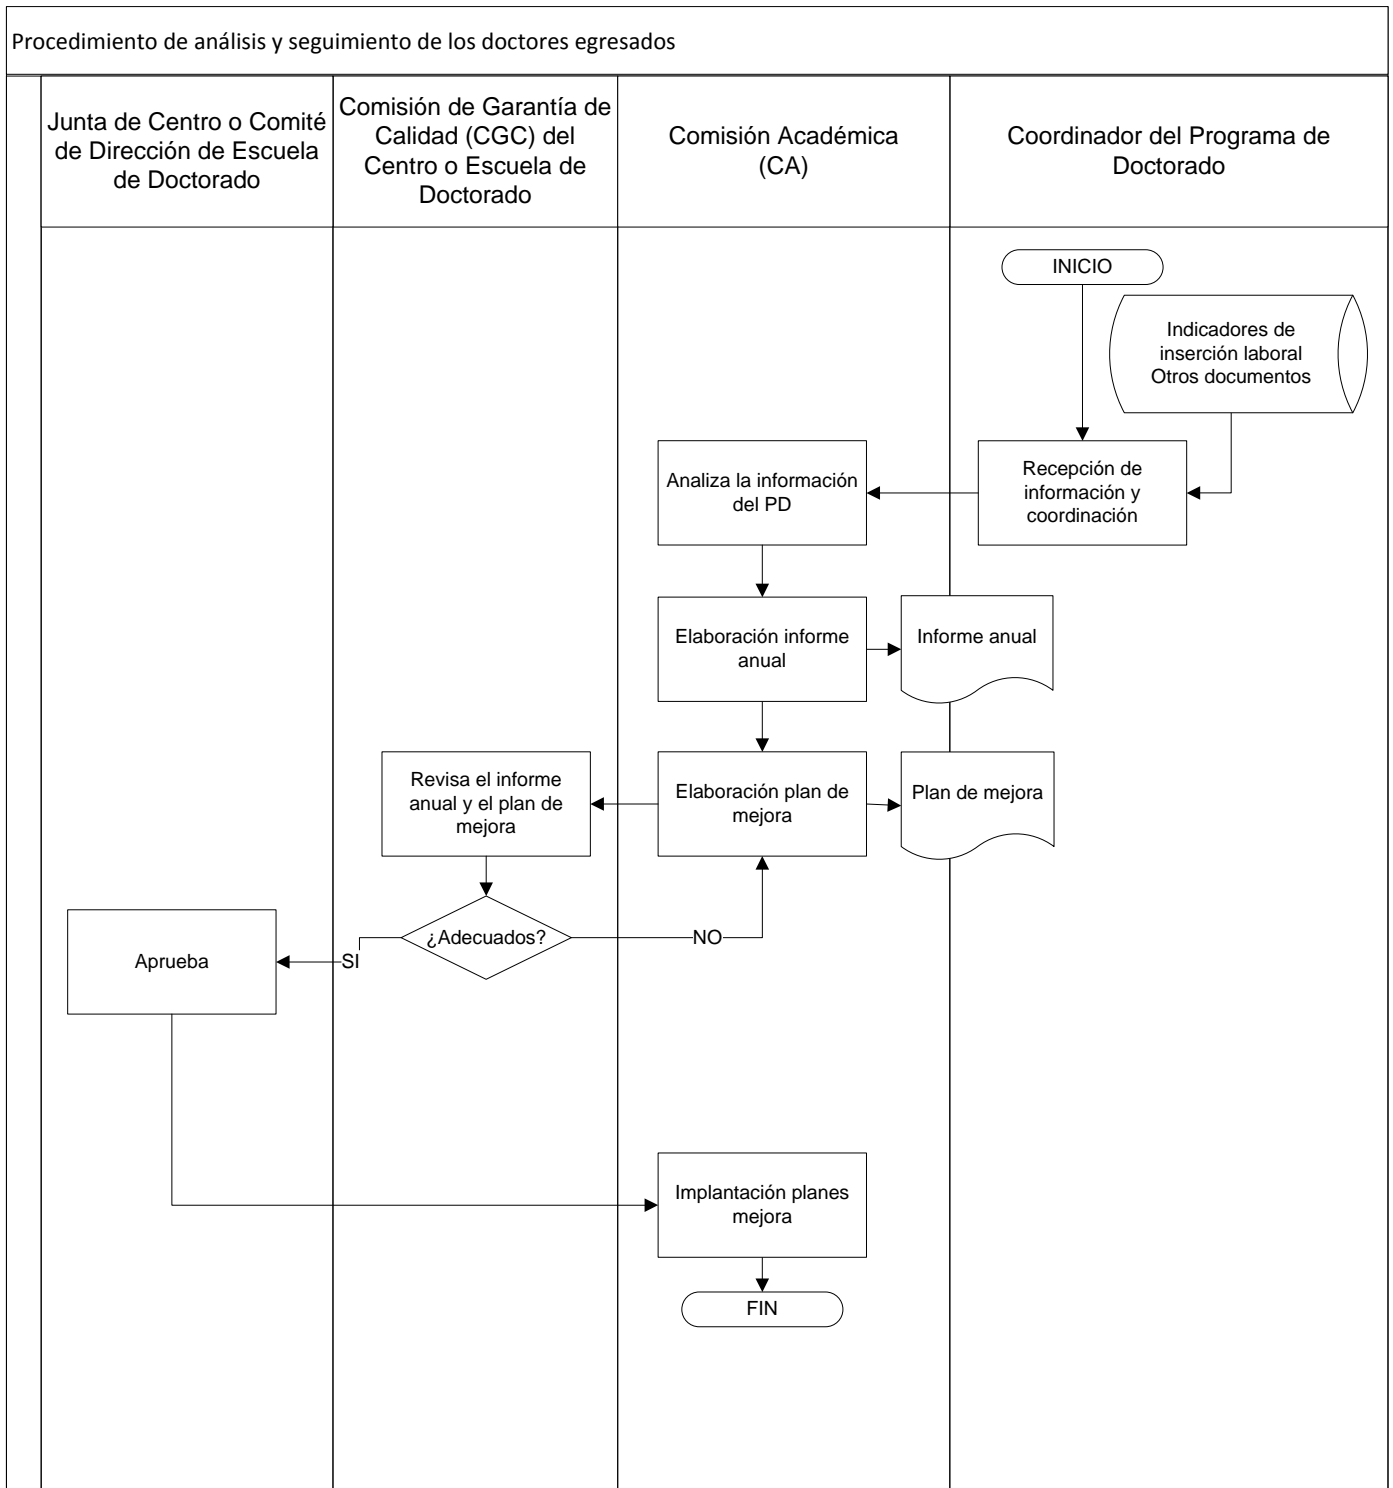 Procedimiento de análisis y seguimiento de los doctores egresados
Junta de Centro o Comité
de Dirección de Escuela
de Doctorado
Comisión de Garantía de
Calidad (CGC) del
Centro o Escuela de
Doctorado
Comisión Académica
(CA)
Coordinador del Programa de
Doctorado
INICIO
Indicadores de
inserción laboral
Otros documentos
Recepción de
información y
coordinación
Analiza la información
del PD
Elaboración informe
anual
Informe anual
Elaboración plan de
mejora
Plan de mejora
Revisa el informe
anual y el plan de
mejora
¿Adecuados?
NO
SI
Aprueba
Implantación planes
mejora
FIN